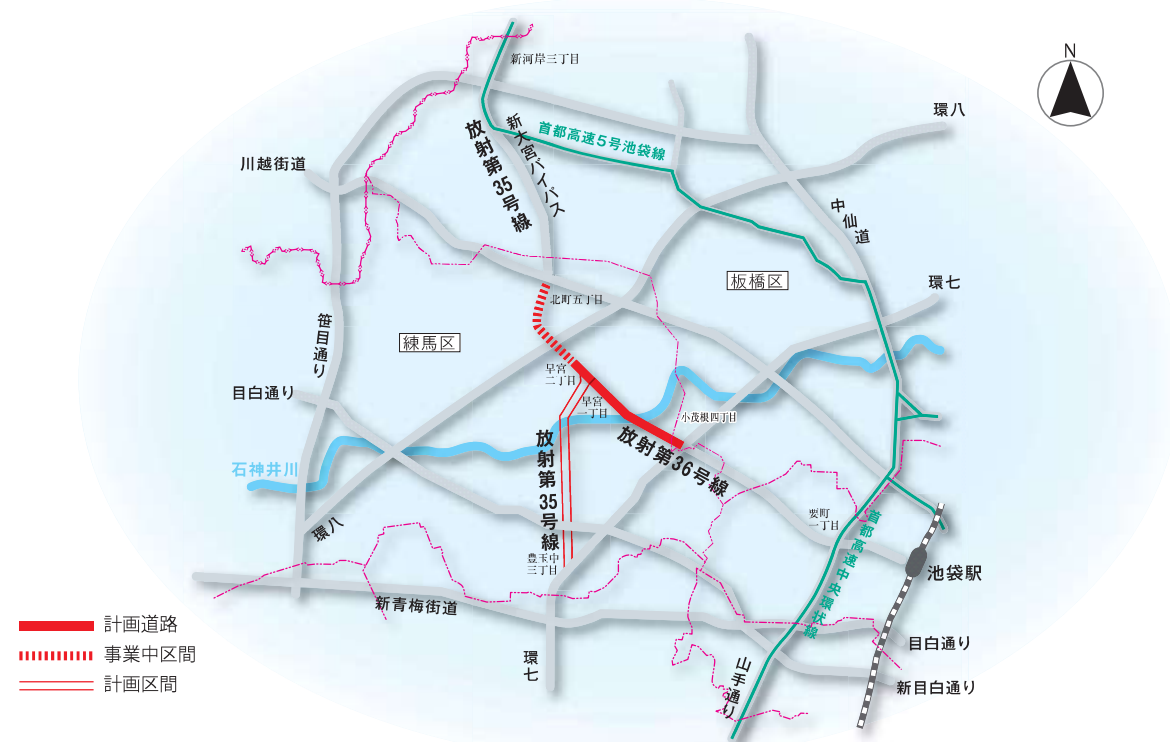 N
新河岸三丁目
環八
首都高速5号池袋線
新大宮バイパス
放射第35号線
川越街道
中仙道
板橋区
環七
北町五丁目
笹目通り
練馬区
早宮
二丁目
目白通り
早宮
一丁目
小茂根四丁目
放射第36号線
放射第35号線
石神井川
要町
一丁目
環八
首都高速中央環状線
豊玉中
三丁目
池袋駅
新青梅街道
計画道路
事業中区間
計画区間
環七
目白通り
山手通り
新目白通り